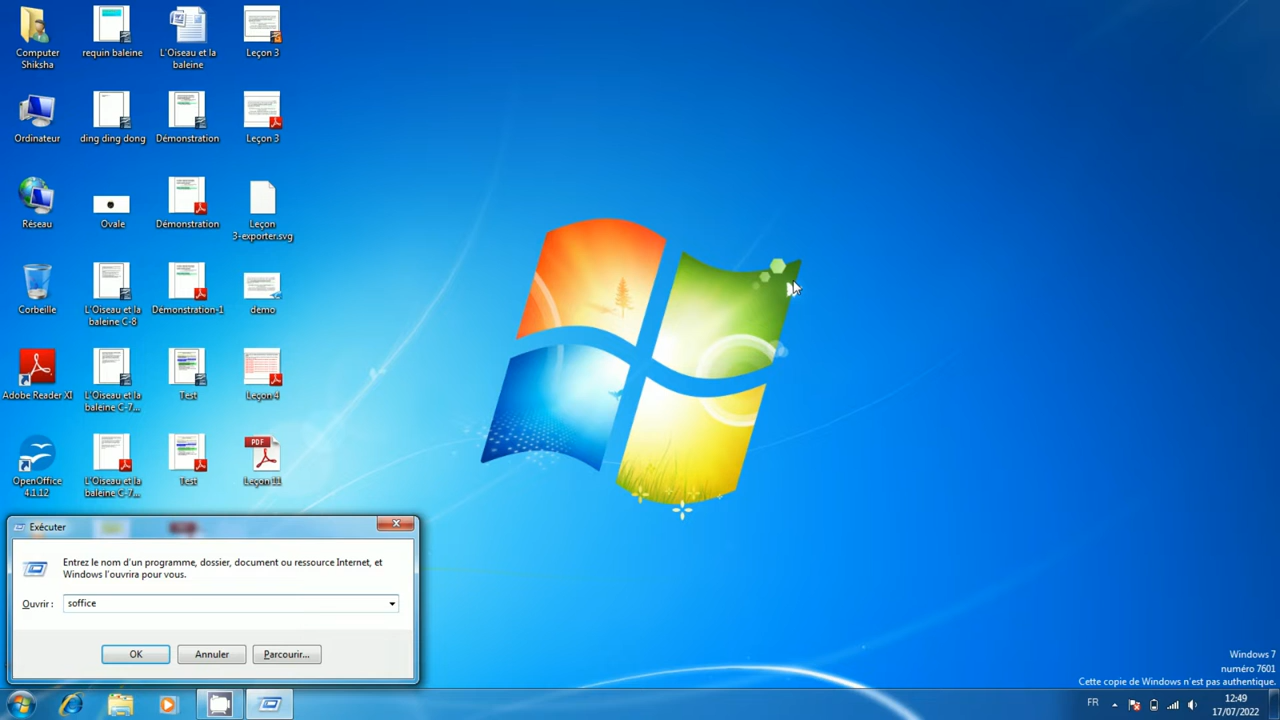 Computer
Shiksha
requin baleine
L'Oiseau et la
baleine
Leçon 3
Ordinateur
ding ding dong
Démonstration
Leçon 3
Réseau
Ovale
Démonstration
Leçon
3-exporter.svg
Corbeille
L'Oiseau et la
baleine C-8
Démonstration-1
demo
Adobe Reader XI
L'Oiseau et la
baleine C-7...
Test
Leçon 4
OpenOffice
4.1.12
L'Oiseau et la
baleine C-7...
Test
PDF
Leçon 11
Exécuter
Entrez le nom d'un programme, dossier, document ou ressource Internet, et
Windows l'ouvrira pour vous.
Ouvrir :
soffice
OK
Annuler
Parcourir...
Windows 7
numéro 7601
Cette copie de Windows n'est pas authentique.
FR
12:49
17/07/2022